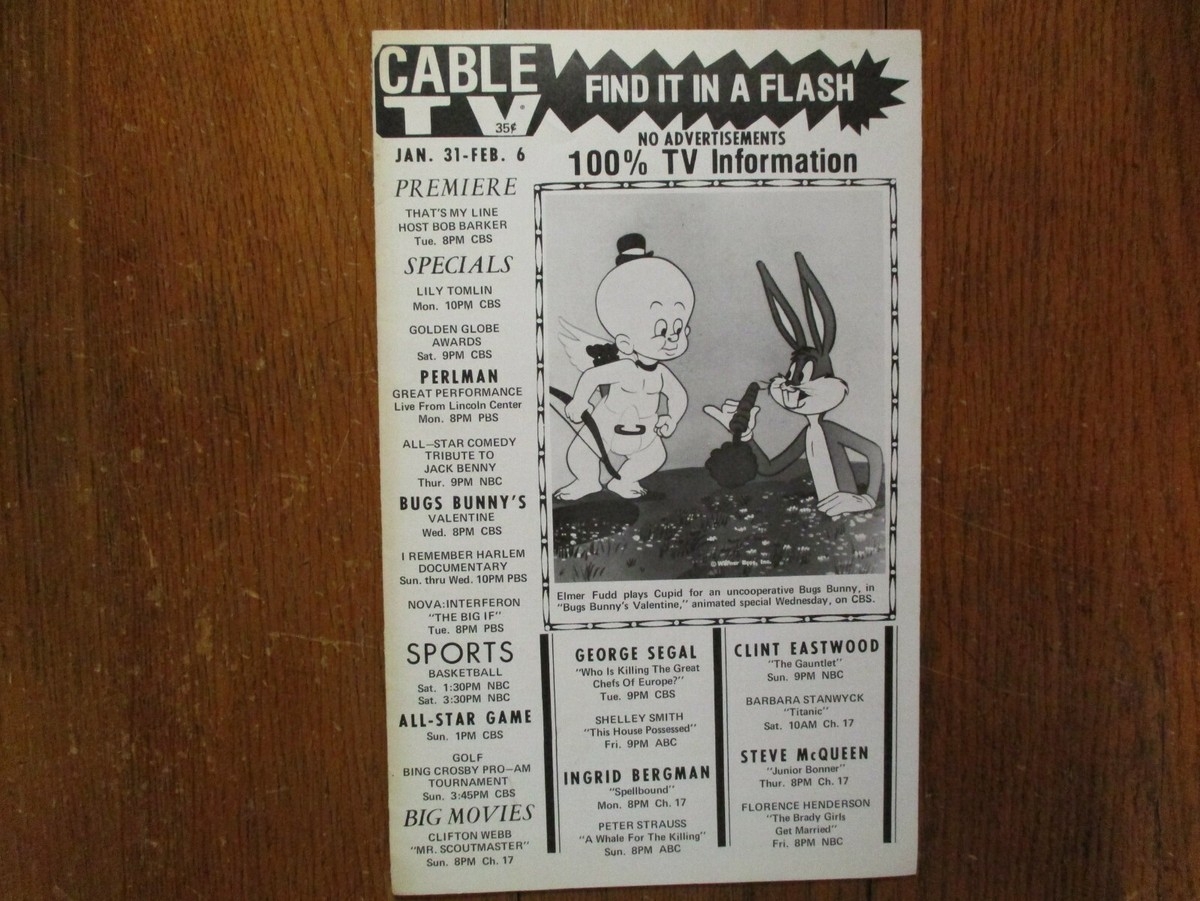 CABLE
TV
35¢
FIND IT IN A FLASH
JAN. 31-FEB. 6
NO ADVERTISEMENTS
100% TV Information
PREMIERE
THAT'S MY LINE
HOST BOB BARKER
Tue. 8PM CBS
SPECIALS
LILY TOMLIN
Mon. 10PM CBS
GOLDEN GLOBE
AWARDS
Sat. 9PM CBS
PERLMAN
GREAT PERFORMANCE
Live From Lincoln Center
Mon. 8PM PBS
ALL-STAR COMEDY
TRIBUTE TO
JACK BENNY
Thur. 9PM NBC
BUGS BUNNY'S
VALENTINE
Wed. 8PM CBS
I REMEMBER HARLEM
DOCUMENTARY
Sun. thru Wed. 10PM PBS
NOVA:INTERFERON
"THE BIG IF"
Tue. 8PM PBS
SPORTS
BASKETBALL
Sat. 1:30PM NBC
Sat. 3:30PM NBC
ALL-STAR GAME
Sun. 1PM CBS
GOLF
BING CROSBY PRO-AM
TOURNAMENT
Sun. 3:45PM CBS
BIG MOVIES
CLIFTON WEBB
"MR. SCOUTMASTER"
Sun. 8PM Ch. 17
© Warner Bros, Inc.
Elmer Fudd plays Cupid for an uncooperative Bugs Bunny, in
"Bugs Bunny's Valentine," animated special Wednesday, on CBS.
GEORGE SEGAL
"Who Is Killing The Great
Chefs Of Europe?"
Tue. 9PM CBS
SHELLEY SMITH
"This House Possessed"
Fri. 9PM ABC
INGRID BERGMAN
"Spellbound"
Mon. 8PM Ch. 17
PETER STRAUSS
"A Whale For The Killing"
Sun. 8PM ABC
CLINT EASTWOOD
"The Gauntlet"
Sun. 9PM NBC
BARBARA STANWYCK
"Titanic"
Sat. 10AM Ch. 17
STEVE McQUEEN
"Junior Bonner"
Thur. 8PM Ch. 17
FLORENCE HENDERSON
"The Brady Girls
Get Married"
Fri. 8PM NBC